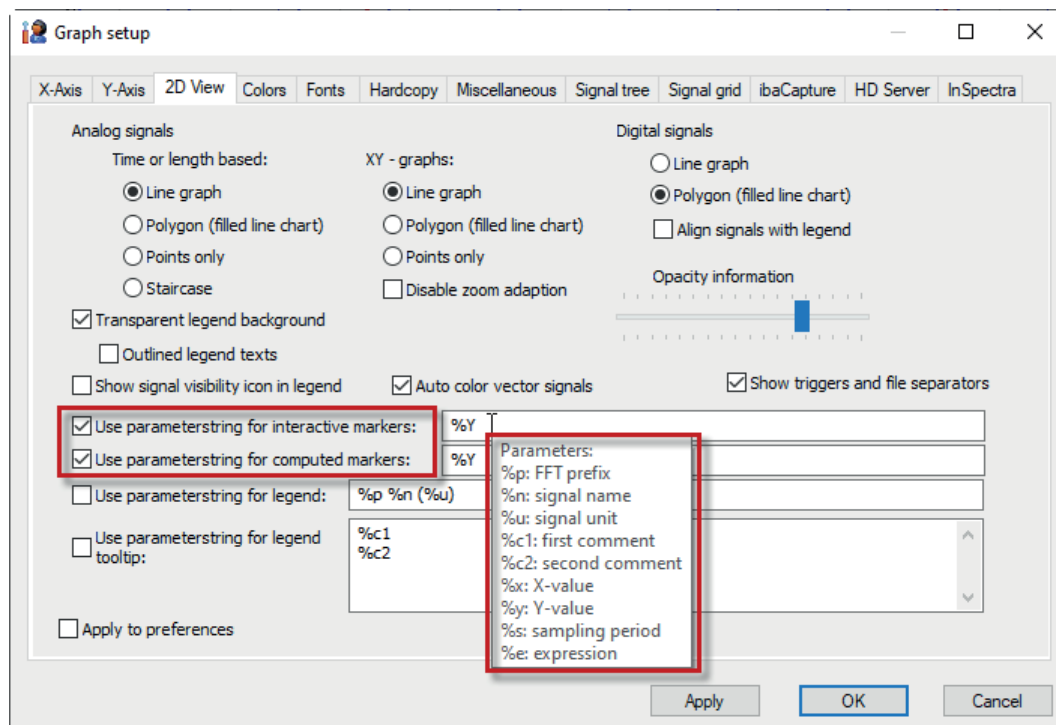 Graph setup
X-Axis Y-Axis 2D View Colors Fonts Hardcopy Miscellaneous Signal tree Signal grid ibaCapture HD Server InSpectra
Analog signals
Time or length based:
Line graph
Polygon (filled line chart)
Points only
Staircase
XY - graphs:
Line graph
Polygon (filled line chart)
Points only
Disable zoom adaption
Digital signals
Line graph
Polygon (filled line chart)
Align signals with legend
Opacity information
Transparent legend background
Outlined legend texts
Show signal visibility icon in legend
Auto color vector signals
Show triggers and file separators
Use parameterstring for interactive markers: %Y
Use parameterstring for computed markers: %Y
Use parameterstring for legend: %p %n (%u)
Use parameterstring for legend
tooltip:
%c1
%c2
Parameters:
%p: FFT prefix
%n: signal name
%u: signal unit
%c1: first comment
%c2: second comment
%x: X-value
%y: Y-value
%s: sampling period
%e: expression
Apply to preferences
Apply OK Cancel